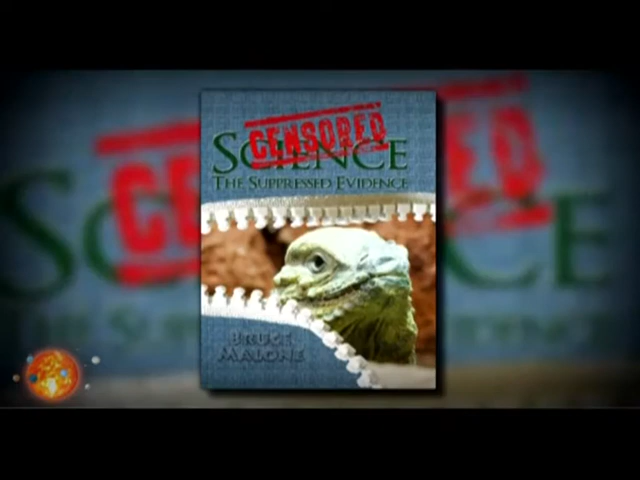 CENSORED
SCIENCE
THE SUPPRESSED EVIDENCE
BRUCE
MALONE